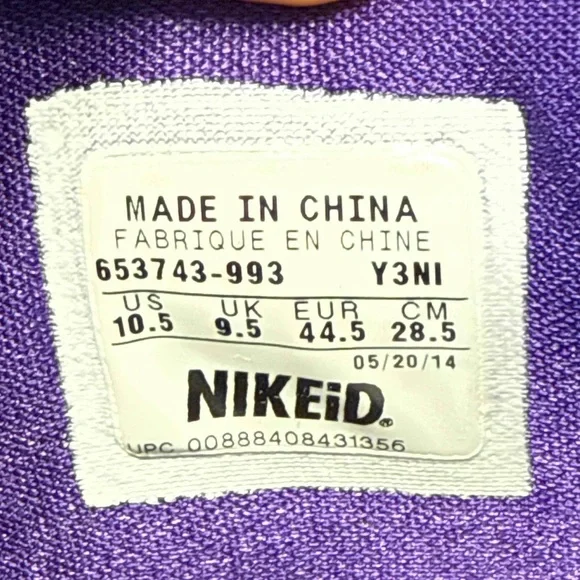 MADE IN CHINA
FABRIQUE EN CHINE
653743-993 Y3NI
US UK EUR CM
10.5 9.5 44.5 28.5
05/20/14
NIKEiD®
UPC 00888408431356